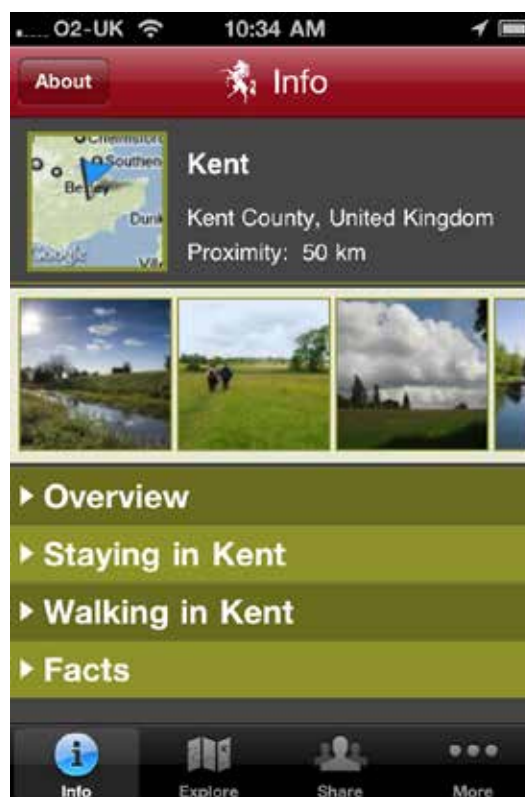 O2-UK 10:34 AM
About Info
Kent
Kent County, United Kingdom
Proximity: 50 km
Overview
Staying in Kent
Walking in Kent
Facts
Info Explore Share More